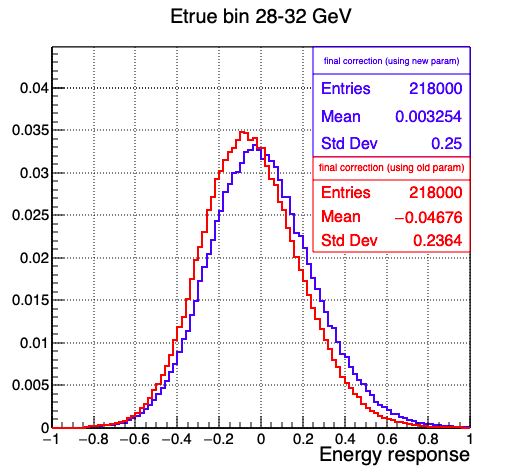 Etrue bin 28-32 GeV
final correction (using new param)
Entries 218000
Mean 0.003254
Std Dev 0.25
final correction (using old param)
Entries 218000
Mean −0.04676
Std Dev 0.2364
0.04
0.035
0.03
0.025
0.02
0.015
0.01
0.005
0
−1 −0.8 −0.6 −0.4 −0.2 0 0.2 0.4 0.6 0.8 1
Energy response